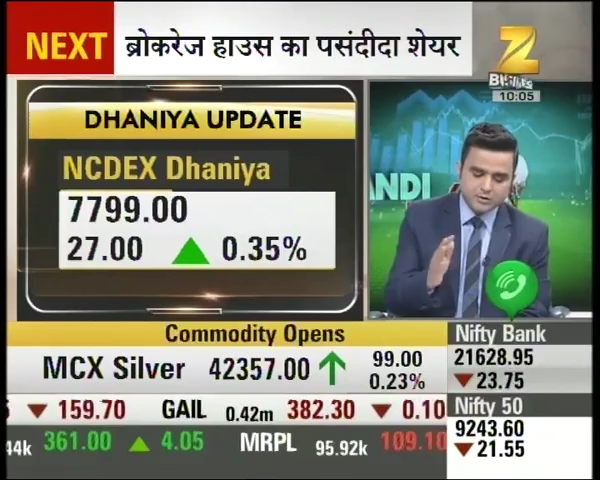 NEXT ब्रोकरेज हाउस का पसंदीदा शेयर
Z
BUSINESS
10:05
DHANIYA UPDATE
NCDEX Dhaniya
7799.00
27.00 ▲ 0.35%
ANDI
Commodity Opens
MCX Silver 42357.00 ↑ 99.00
0.23%
Nifty Bank
21628.95
▼ 23.75
5 ▼ 159.70 GAIL 0.42m 382.30 ▼ 0.10
Nifty 50
9243.60
▼ 21.55
44k 361.00 ▲ 4.05 MRPL 95.92k 109.10